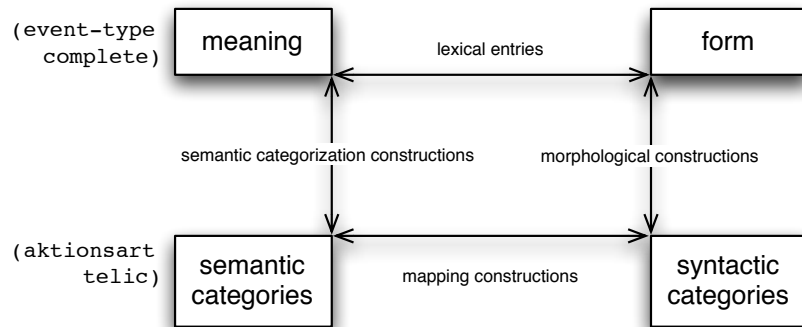 (event-type
complete)
meaning
lexical entries
form
semantic categorization constructions
morphological constructions
(aktionsart
telic)
semantic
categories
mapping constructions
syntactic
categories